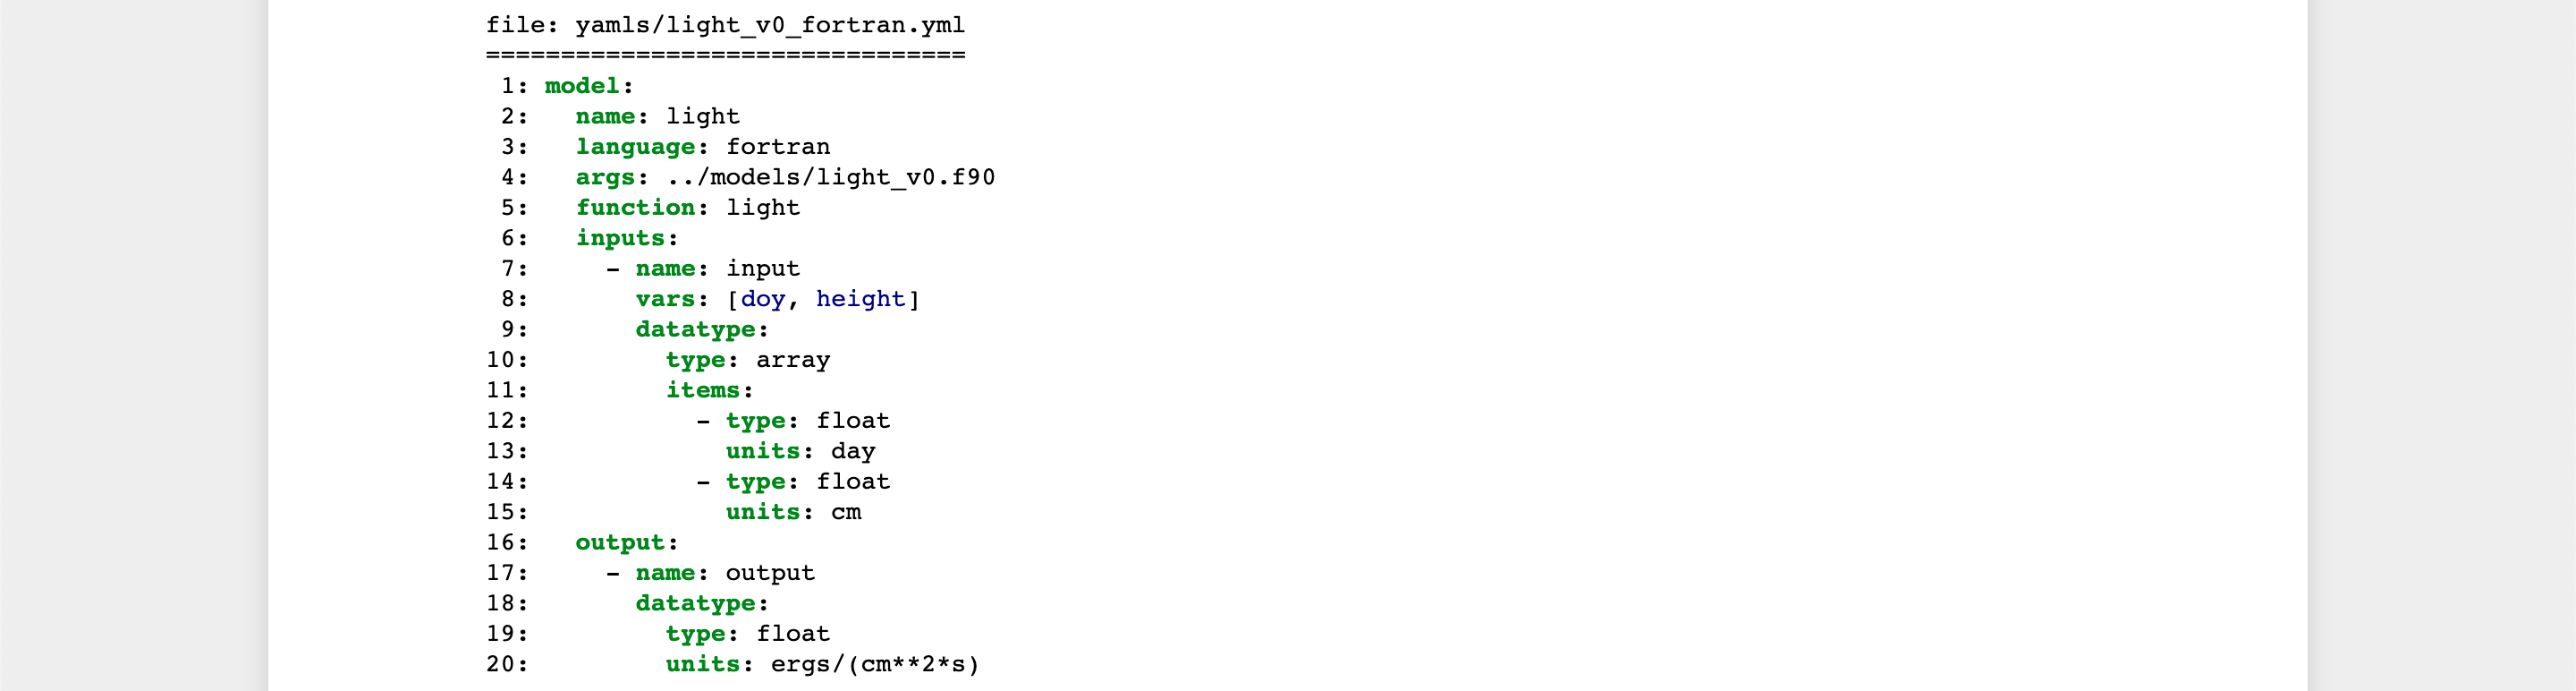 file: yamls/light_v0_fortran.yml
================================
 1: model:
 2:   name: light
 3:   language: fortran
 4:   args: ../models/light_v0.f90
 5:   function: light
 6:   inputs:
 7:     - name: input
 8:       vars: [doy, height]
 9:       datatype:
10:         type: array
11:         items:
12:           - type: float
13:             units: day
14:           - type: float
15:             units: cm
16:   output:
17:     - name: output
18:       datatype:
19:         type: float
20:         units: ergs/(cm**2*s)